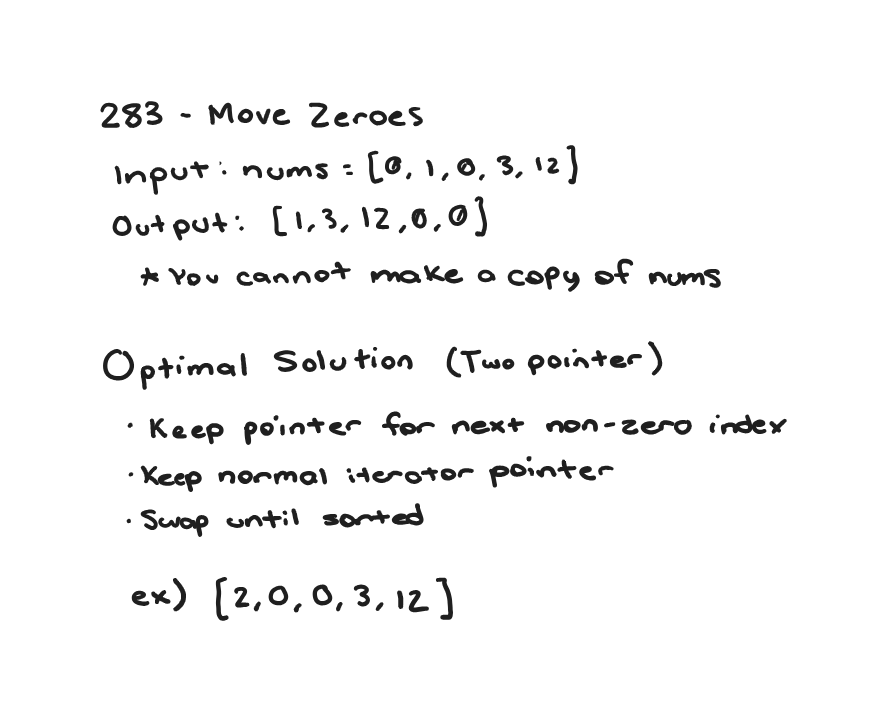 283 - Move Zeroes
Input: nums = [0, 1, 0, 3, 12]
Output: [1, 3, 12, 0, 0]
* You cannot make a copy of nums
Optimal Solution (Two pointer)
· Keep pointer for next non-zero index
· Keep normal iterator pointer
· Swap until sorted
ex) [2, 0, 0, 3, 12]